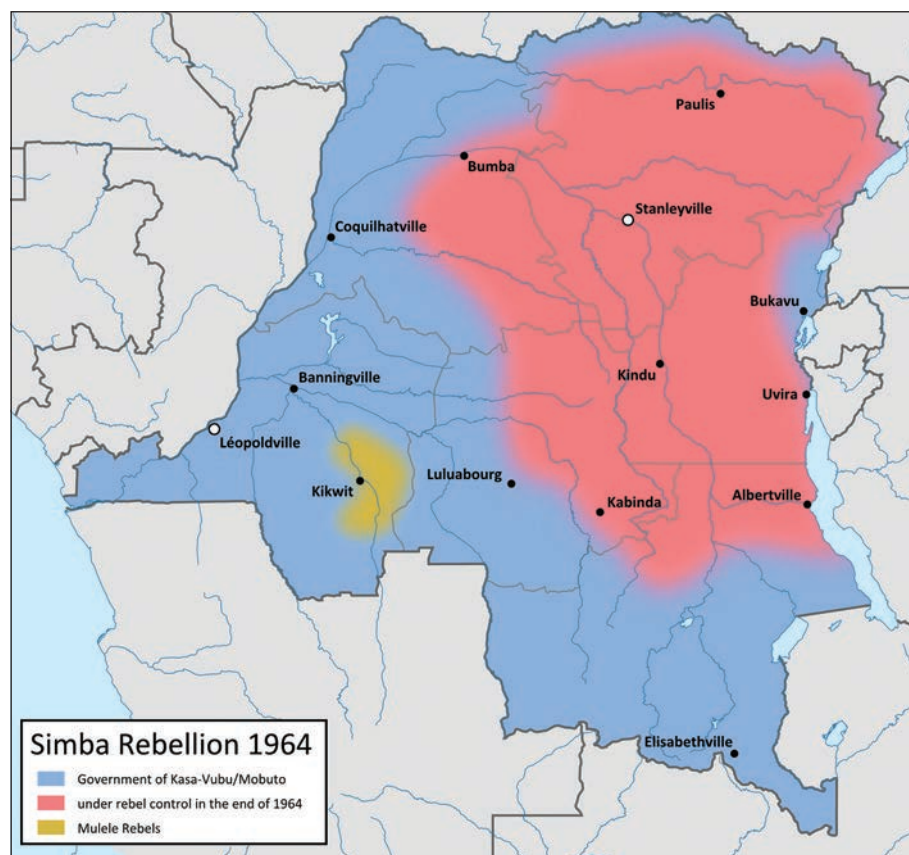 Paulis
Bumba
Stanleyville
Coquilhatville
Bukavu
Kindu
Banningville
Uvira
Léopoldville
Luluabourg
Kikwit
Kabinda
Albertville
Elisabethville
Simba Rebellion 1964
Government of Kasa-Vubu/Mobuto
under rebel control in the end of 1964
Mulele Rebels